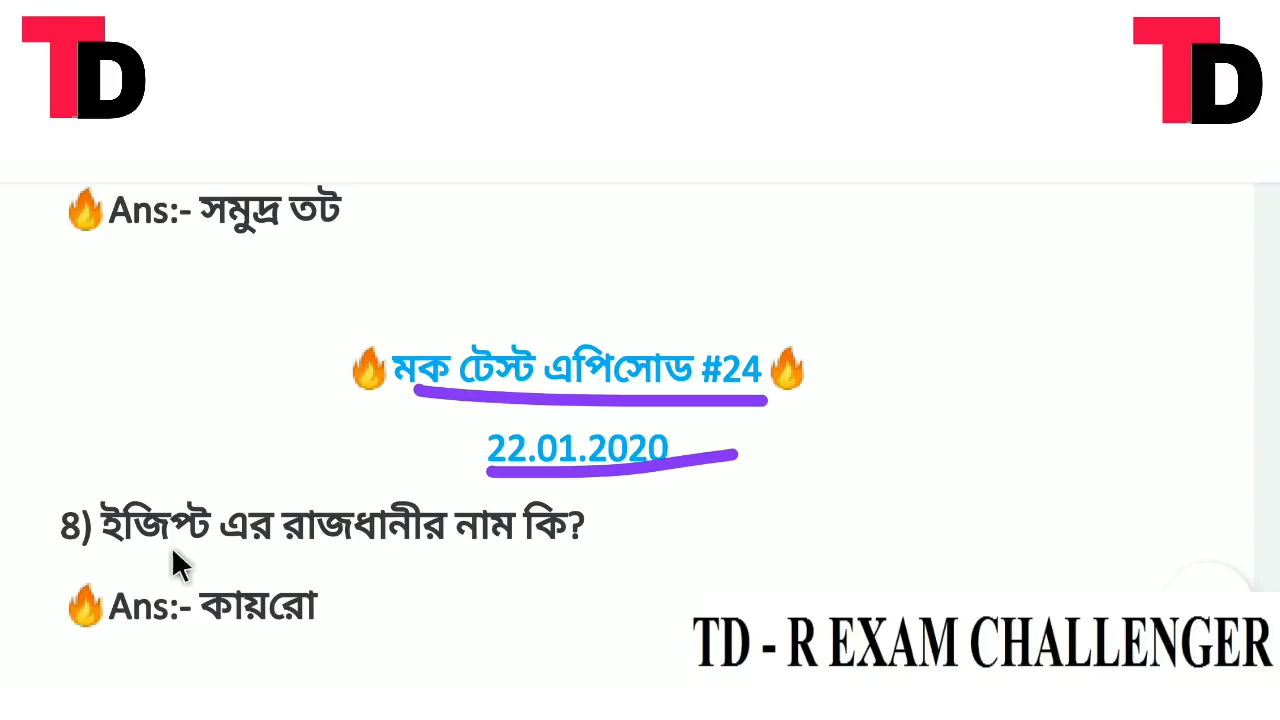 TD
TD
🔥Ans:- সমুদ্র তট
🔥মক টেস্ট এপিসোড #24🔥
22.01.2020
8) ইজিপ্ট এর রাজধানীর নাম কি?
🔥Ans:- কায়রো
TD - R EXAM CHALLENGER